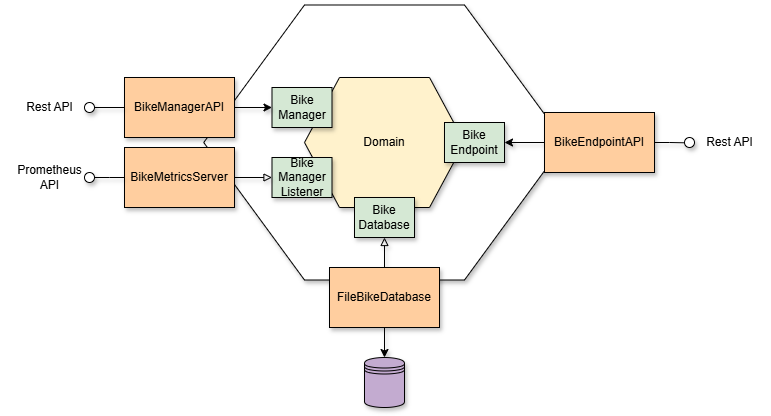 Rest API
BikeManagerAPI
Bike
Manager
Domain
Bike
Endpoint
BikeEndpointAPI
Rest API
Prometheus
API
BikeMetricsServer
Bike
Manager
Listener
Bike
Database
FileBikeDatabase